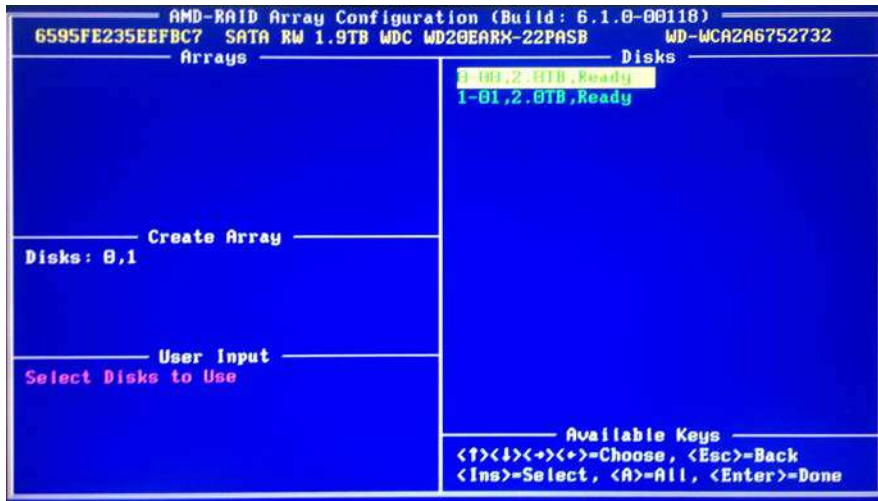 AMD-RAID Array Configuration (Build: 6.1.0-00118)
6595FE235EEFBC7 SATA RW 1.9TB WDC WD20EARX-22PASB WD-WCAZA6752732
Arrays
Disks
0-00,2.0TB,Ready
1-01,2.0TB,Ready
Create Array
Disks: 0,1
User Input
Select Disks to Use
Available Keys
<↑><↓><→><←>=Choose, <Esc>=Back
<Ins>=Select, <A>=All, <Enter>=Done